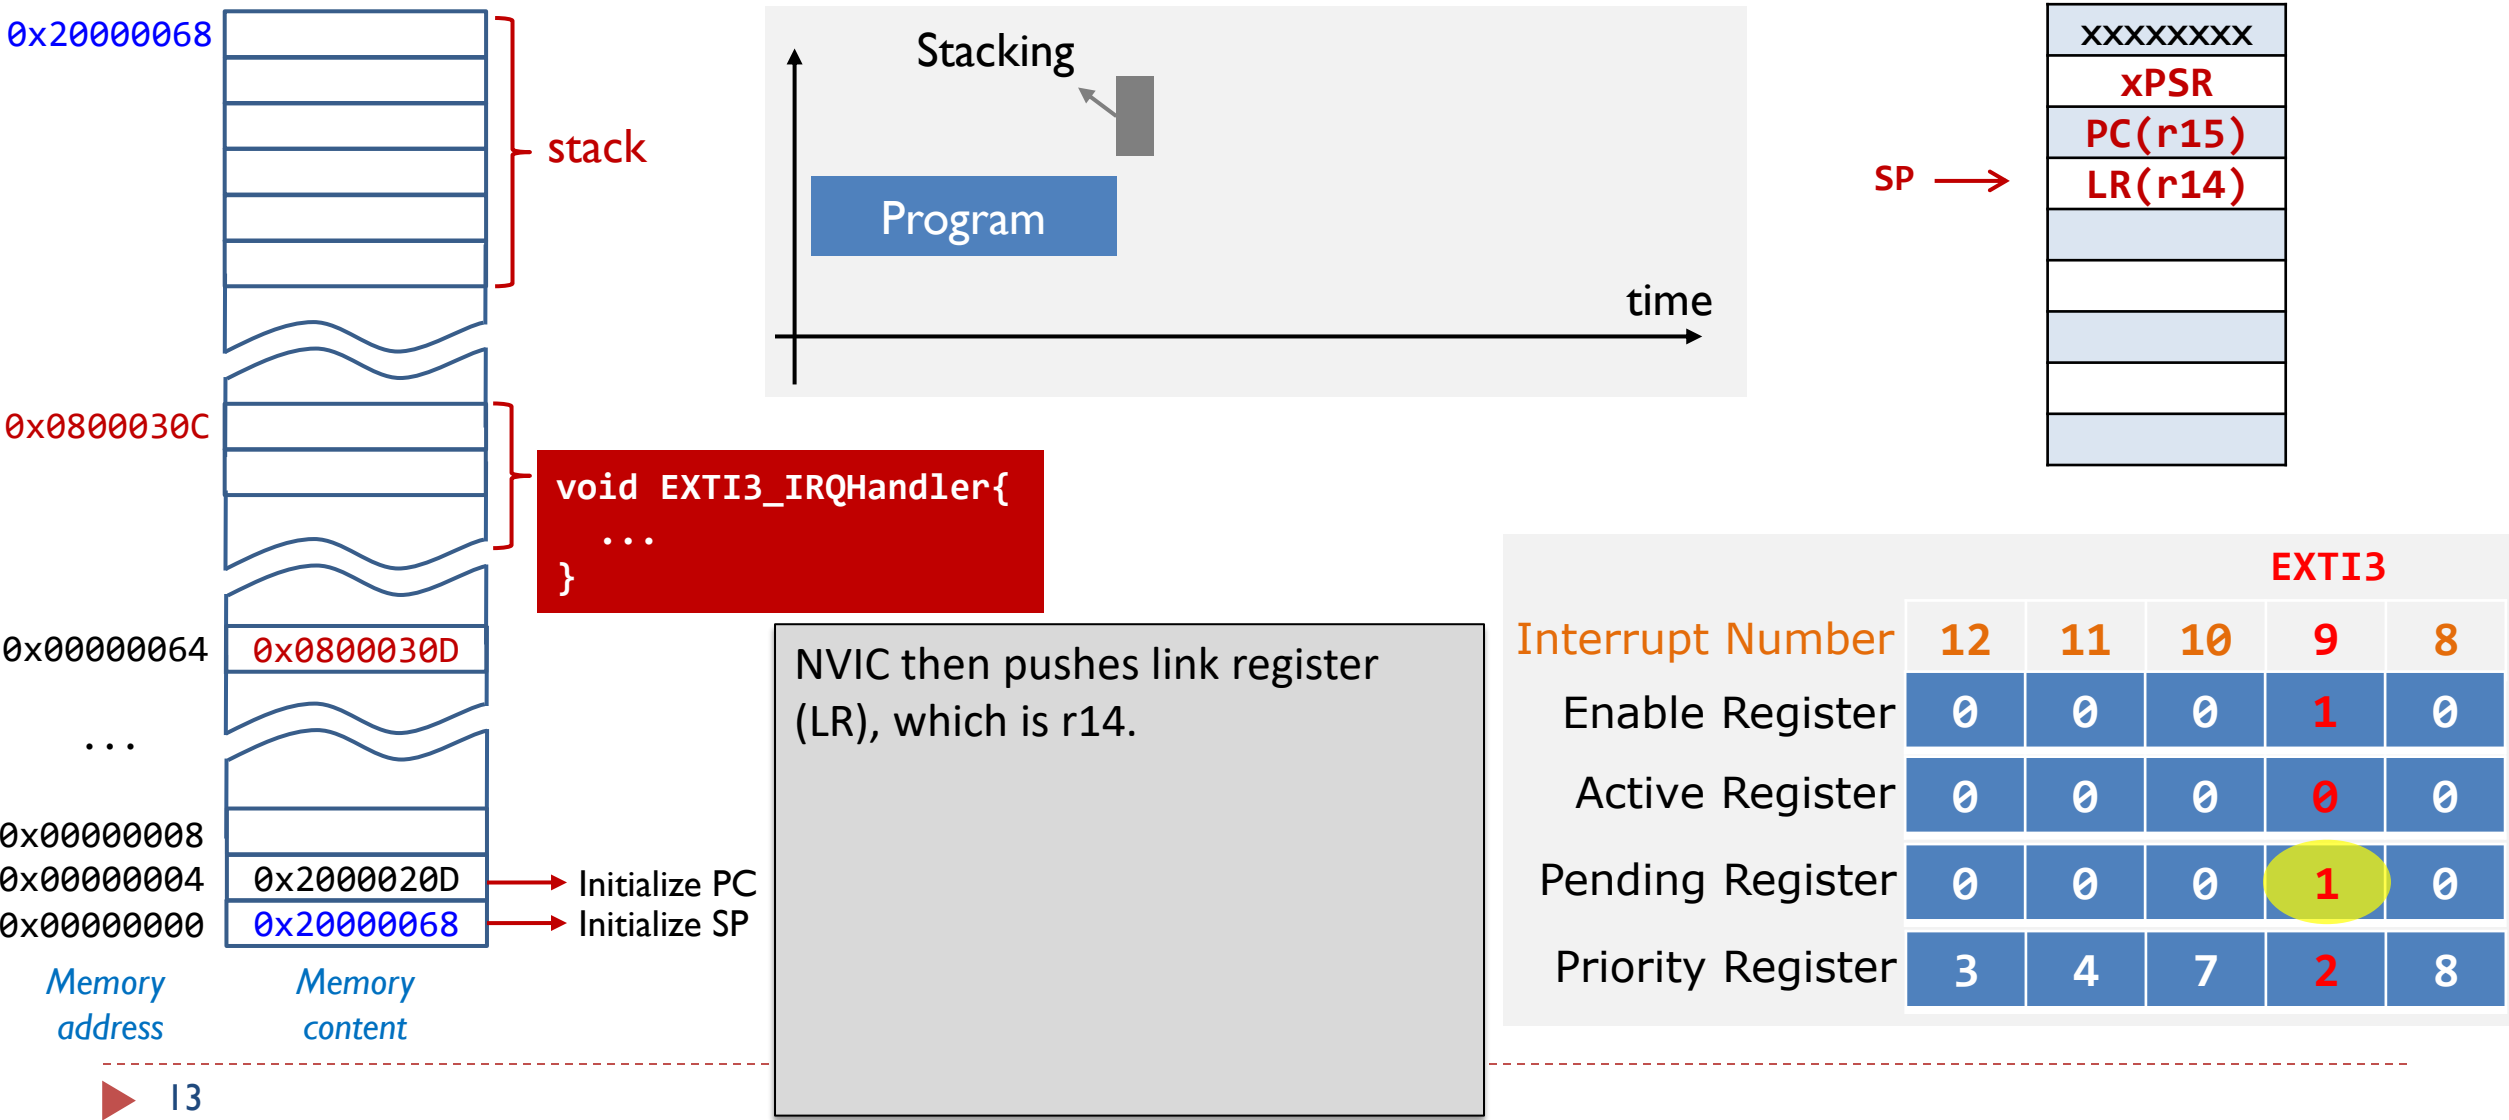 0x20000068
stack
0x0800030C
void EXTI3_IRQHandler{
...
}
0x00000064 0x0800030D
...
0x00000008
0x00000004 0x2000020D Initialize PC
0x00000000 0x20000068 Initialize SP
Memory address
Memory content
Stacking
Program
time
xxxxxxxx
xPSR
PC(r15)
SP LR(r14)
NVIC then pushes link register
(LR), which is r14.
EXTI3
Interrupt Number 12 11 10 9 8
Enable Register 0 0 0 1 0
Active Register 0 0 0 0 0
Pending Register 0 0 0 1 0
Priority Register 3 4 7 2 8
13